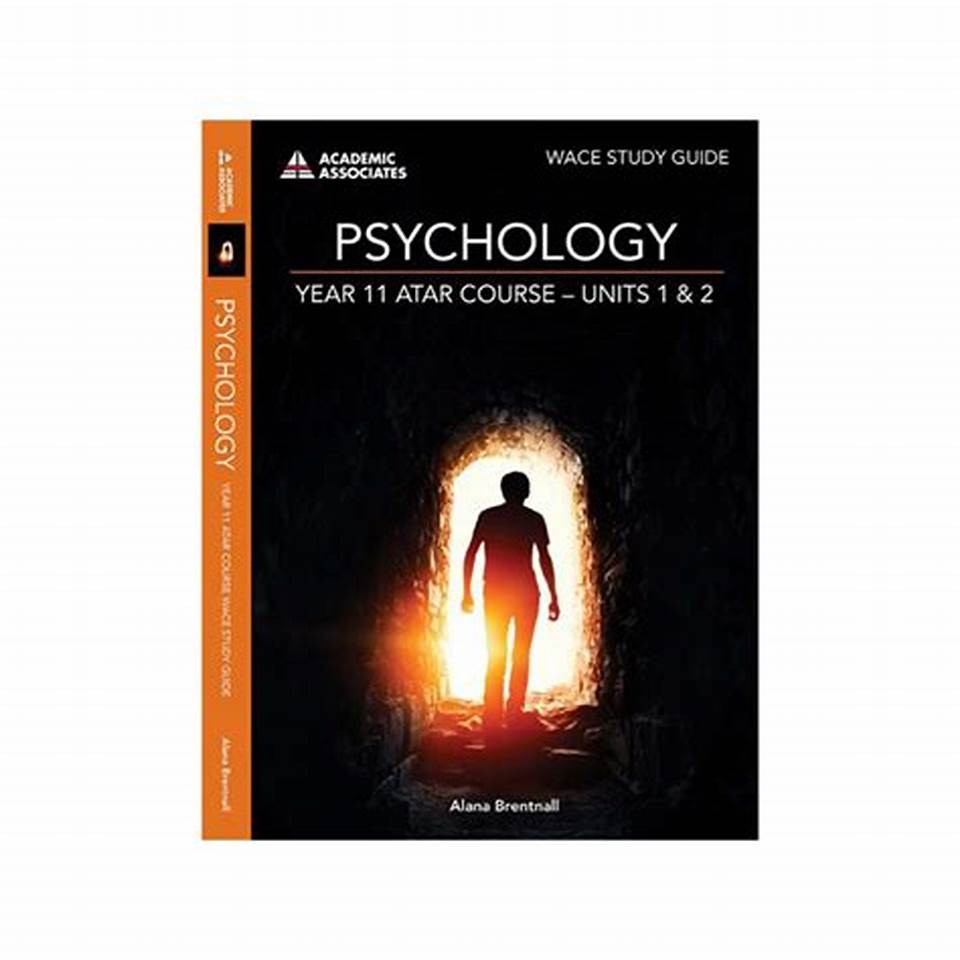 ACADEMIC
ASSOCIATES
PSYCHOLOGY
YEAR 11 ATAR COURSE WACE STUDY GUIDE
Alana Brentnall
ACADEMIC
ASSOCIATES
WACE STUDY GUIDE
PSYCHOLOGY
YEAR 11 ATAR COURSE – UNITS 1 & 2
Alana Brentnall